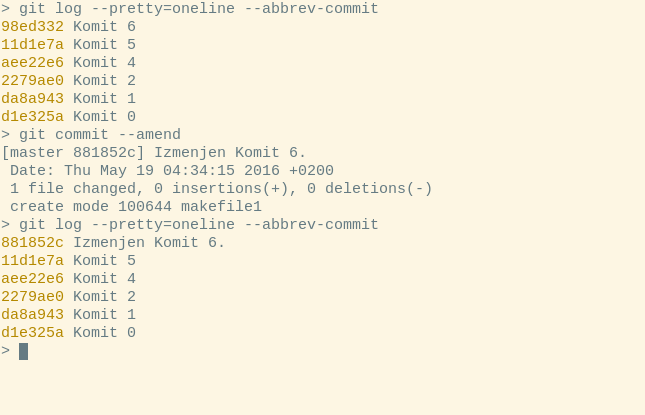 > git log --pretty=oneline --abbrev-commit
98ed332 Komit 6
11d1e7a Komit 5
aee22e6 Komit 4
2279ae0 Komit 2
da8a943 Komit 1
d1e325a Komit 0
> git commit --amend
[master 881852c] Izmenjen Komit 6.
 Date: Thu May 19 04:34:15 2016 +0200
 1 file changed, 0 insertions(+), 0 deletions(-)
 create mode 100644 makefile1
> git log --pretty=oneline --abbrev-commit
881852c Izmenjen Komit 6.
11d1e7a Komit 5
aee22e6 Komit 4
2279ae0 Komit 2
da8a943 Komit 1
d1e325a Komit 0
>